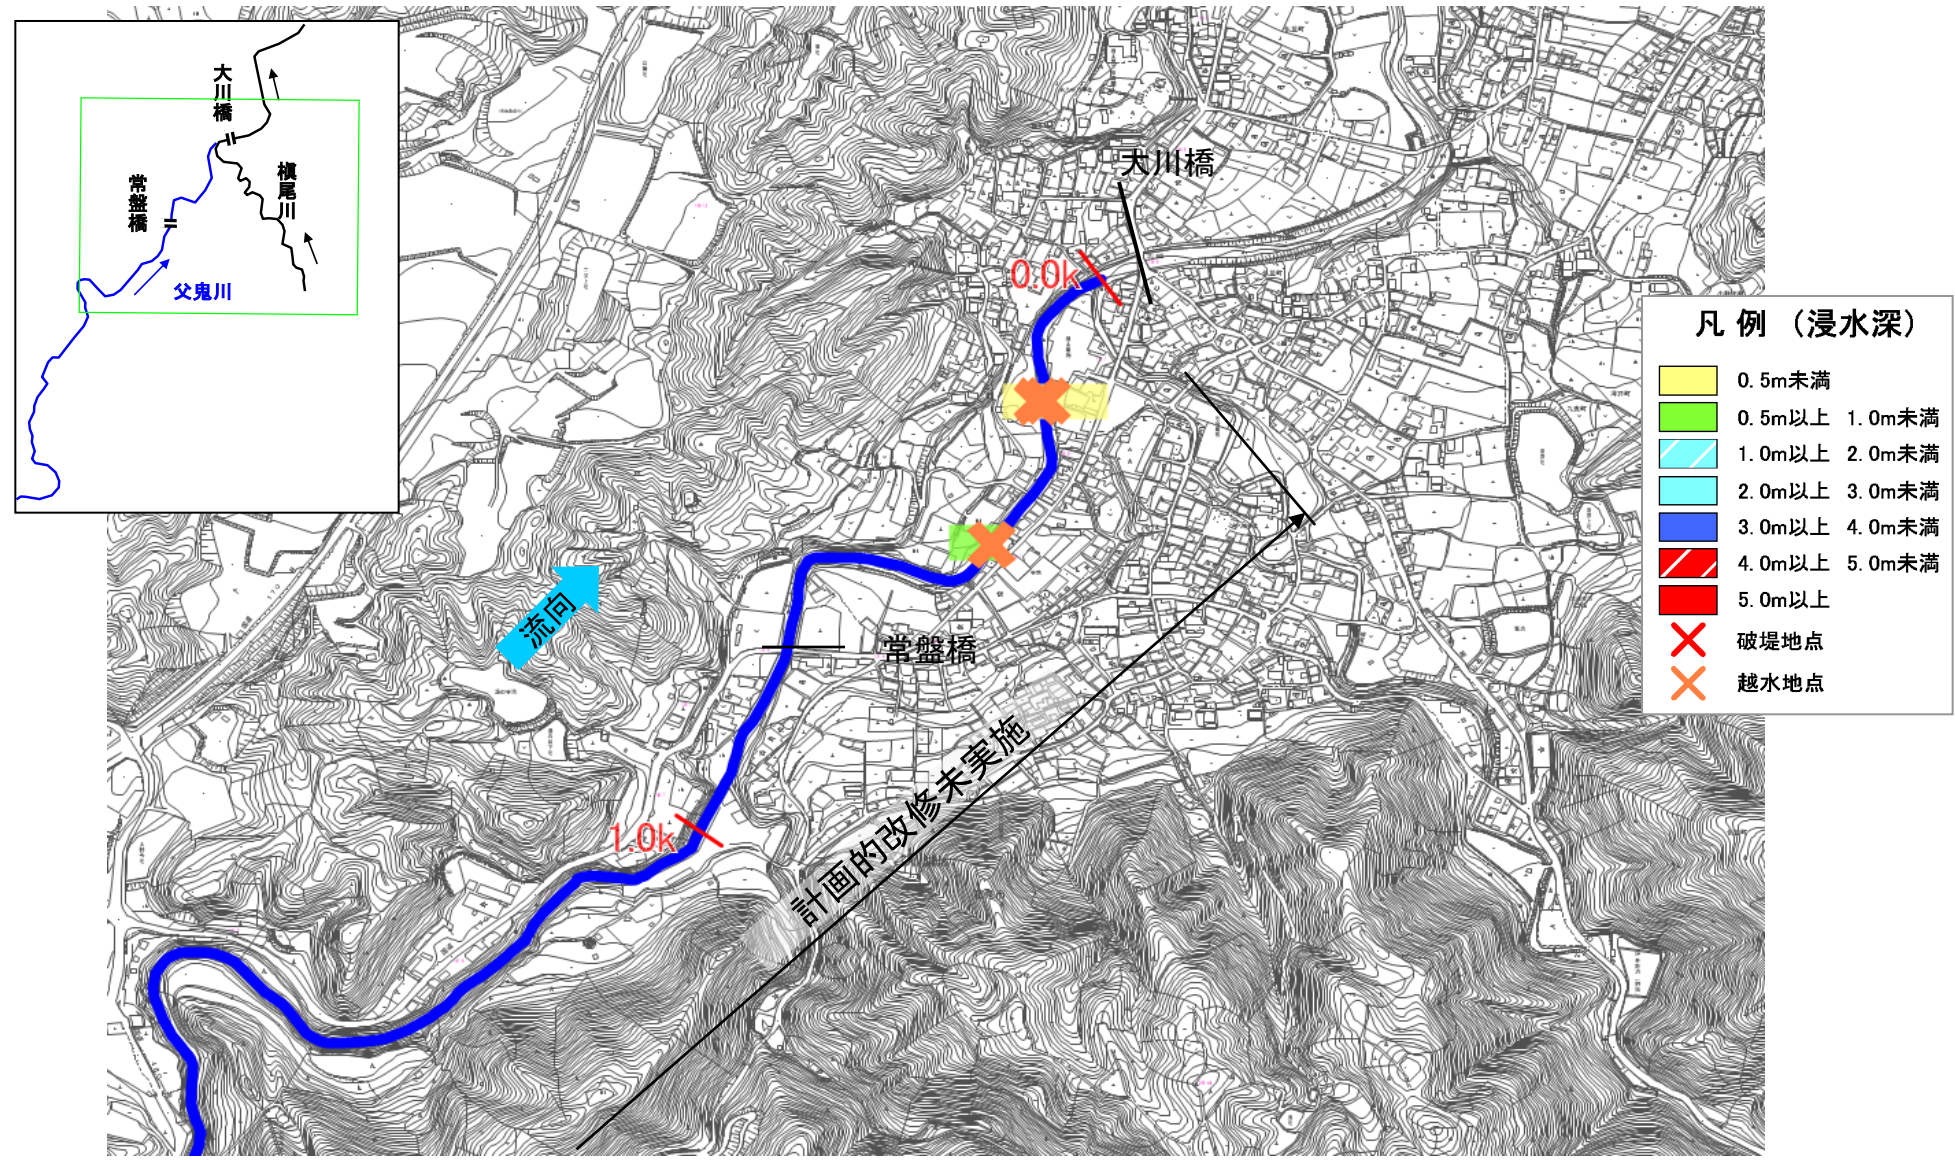 大川橋
常盤橋
槇尾川
父鬼川
大川橋
0.0k
常盤橋
1.0k
流向
計画的改修未実施
凡例（浸水深）
0.5m未満
0.5m以上 1.0m未満
1.0m以上 2.0m未満
2.0m以上 3.0m未満
3.0m以上 4.0m未満
4.0m以上 5.0m未満
5.0m以上
破堤地点
越水地点